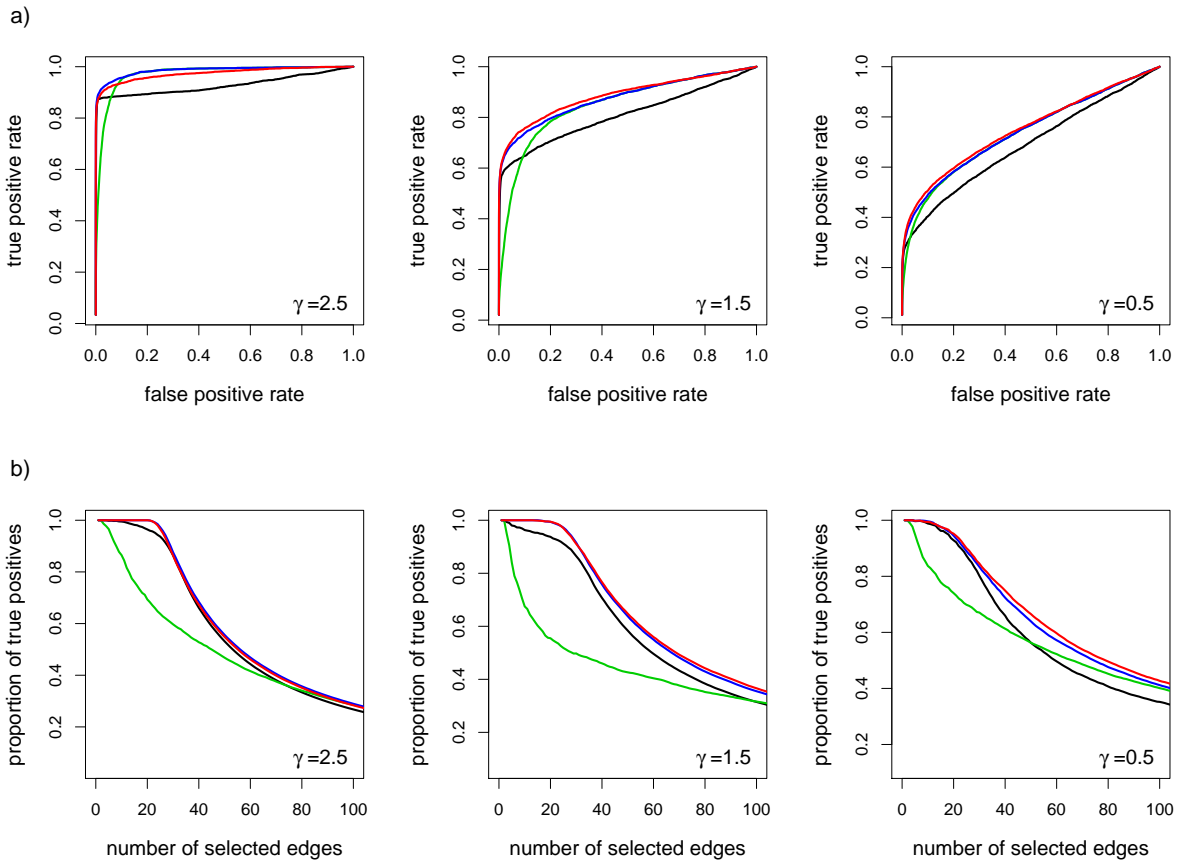 a)
true positive rate
0.0 0.2 0.4 0.6 0.8 1.0
γ =2.5
0.0 0.2 0.4 0.6 0.8 1.0
false positive rate
true positive rate
0.0 0.2 0.4 0.6 0.8 1.0
γ =1.5
0.0 0.2 0.4 0.6 0.8 1.0
false positive rate
true positive rate
0.0 0.2 0.4 0.6 0.8 1.0
γ =0.5
0.0 0.2 0.4 0.6 0.8 1.0
false positive rate
b)
proportion of true positives
0.2 0.4 0.6 0.8 1.0
γ =2.5
0 20 40 60 80 100
number of selected edges
proportion of true positives
0.2 0.4 0.6 0.8 1.0
γ =1.5
0 20 40 60 80 100
number of selected edges
proportion of true positives
0.2 0.4 0.6 0.8 1.0
γ =0.5
0 20 40 60 80 100
number of selected edges